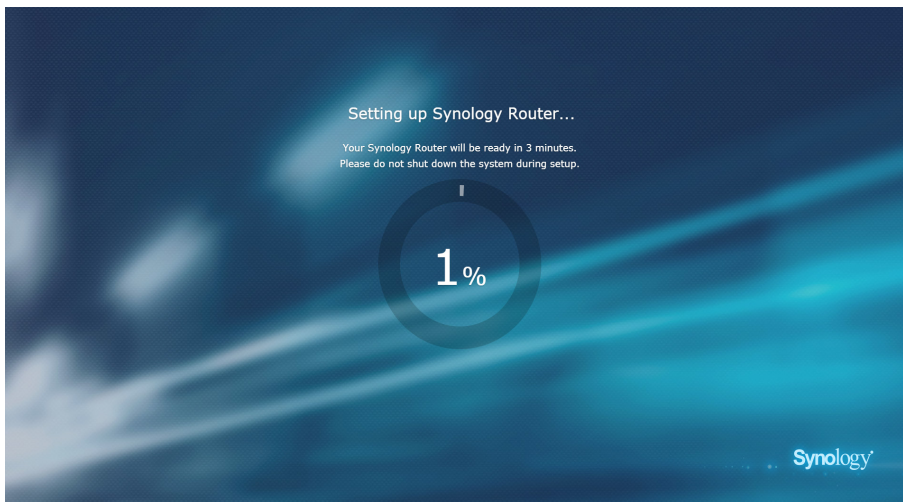 Setting up Synology Router...
Your Synology Router will be ready in 3 minutes.
Please do not shut down the system during setup.
1%
Synology